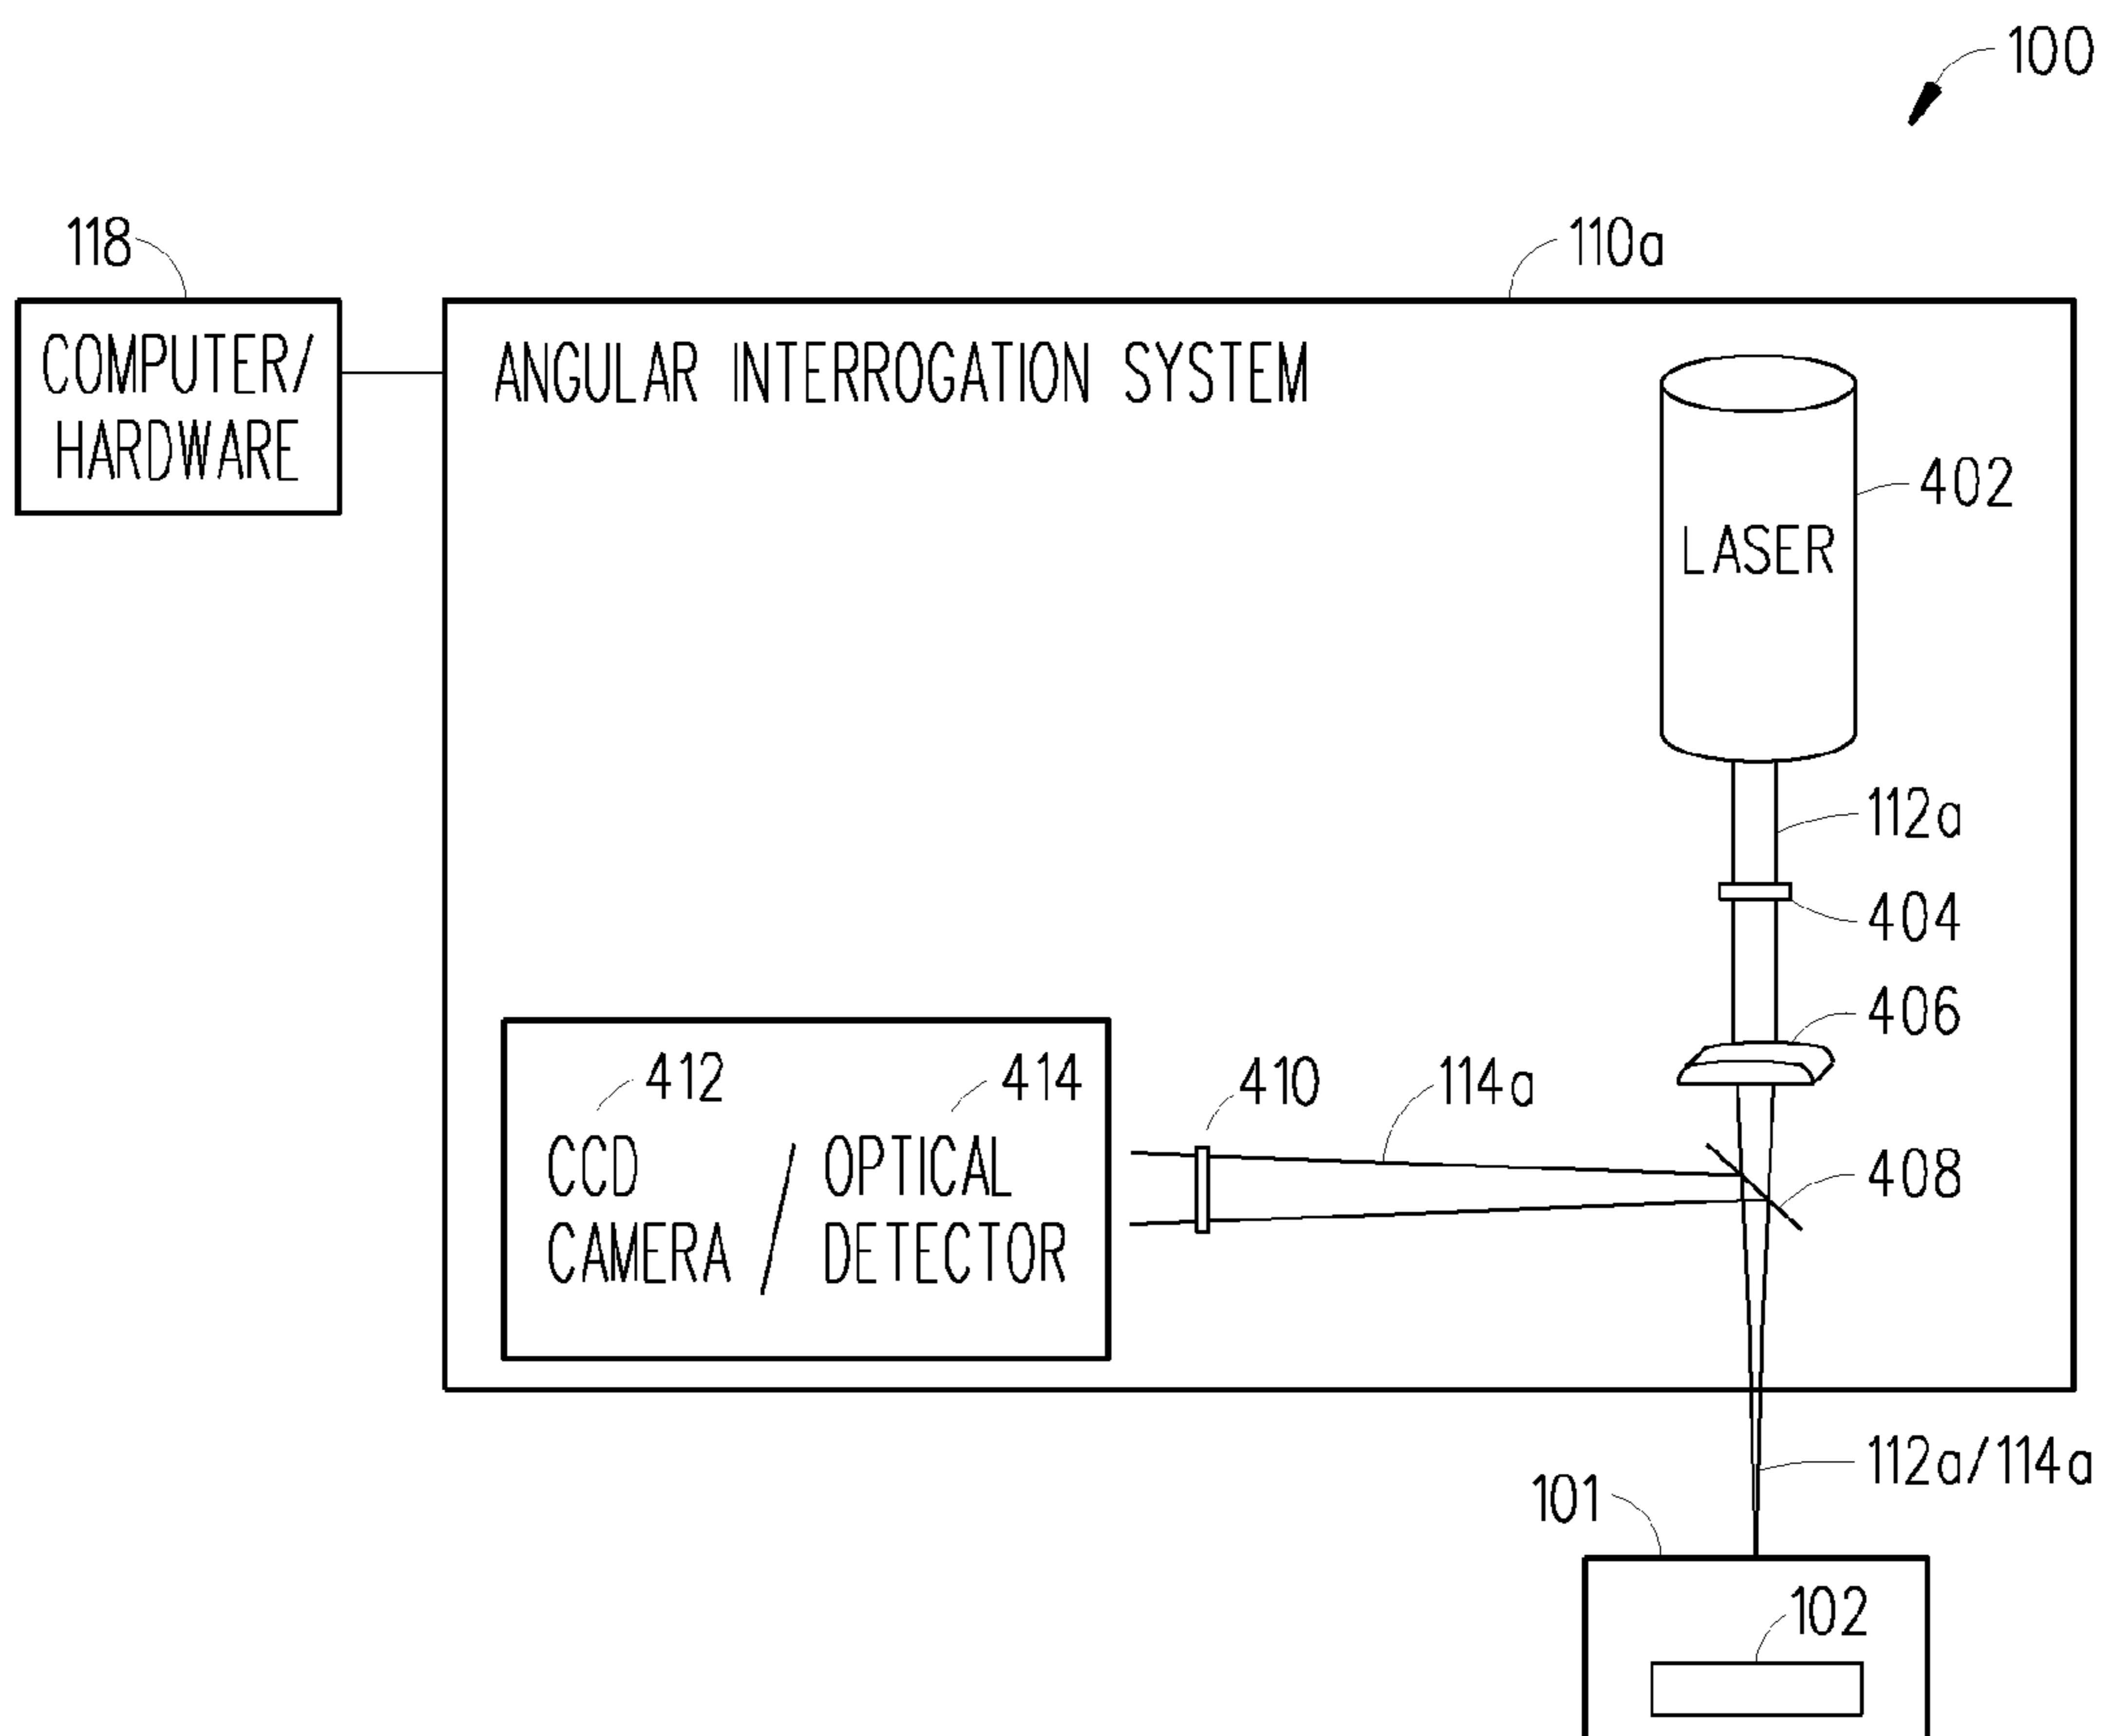 100
118
110a
COMPUTER/
HARDWARE
ANGULAR INTERROGATION SYSTEM
402
LASER
112a
404
406
412
414
410
114a
408
CCD
CAMERA
/
OPTICAL
DETECTOR
112a/114a
101
102